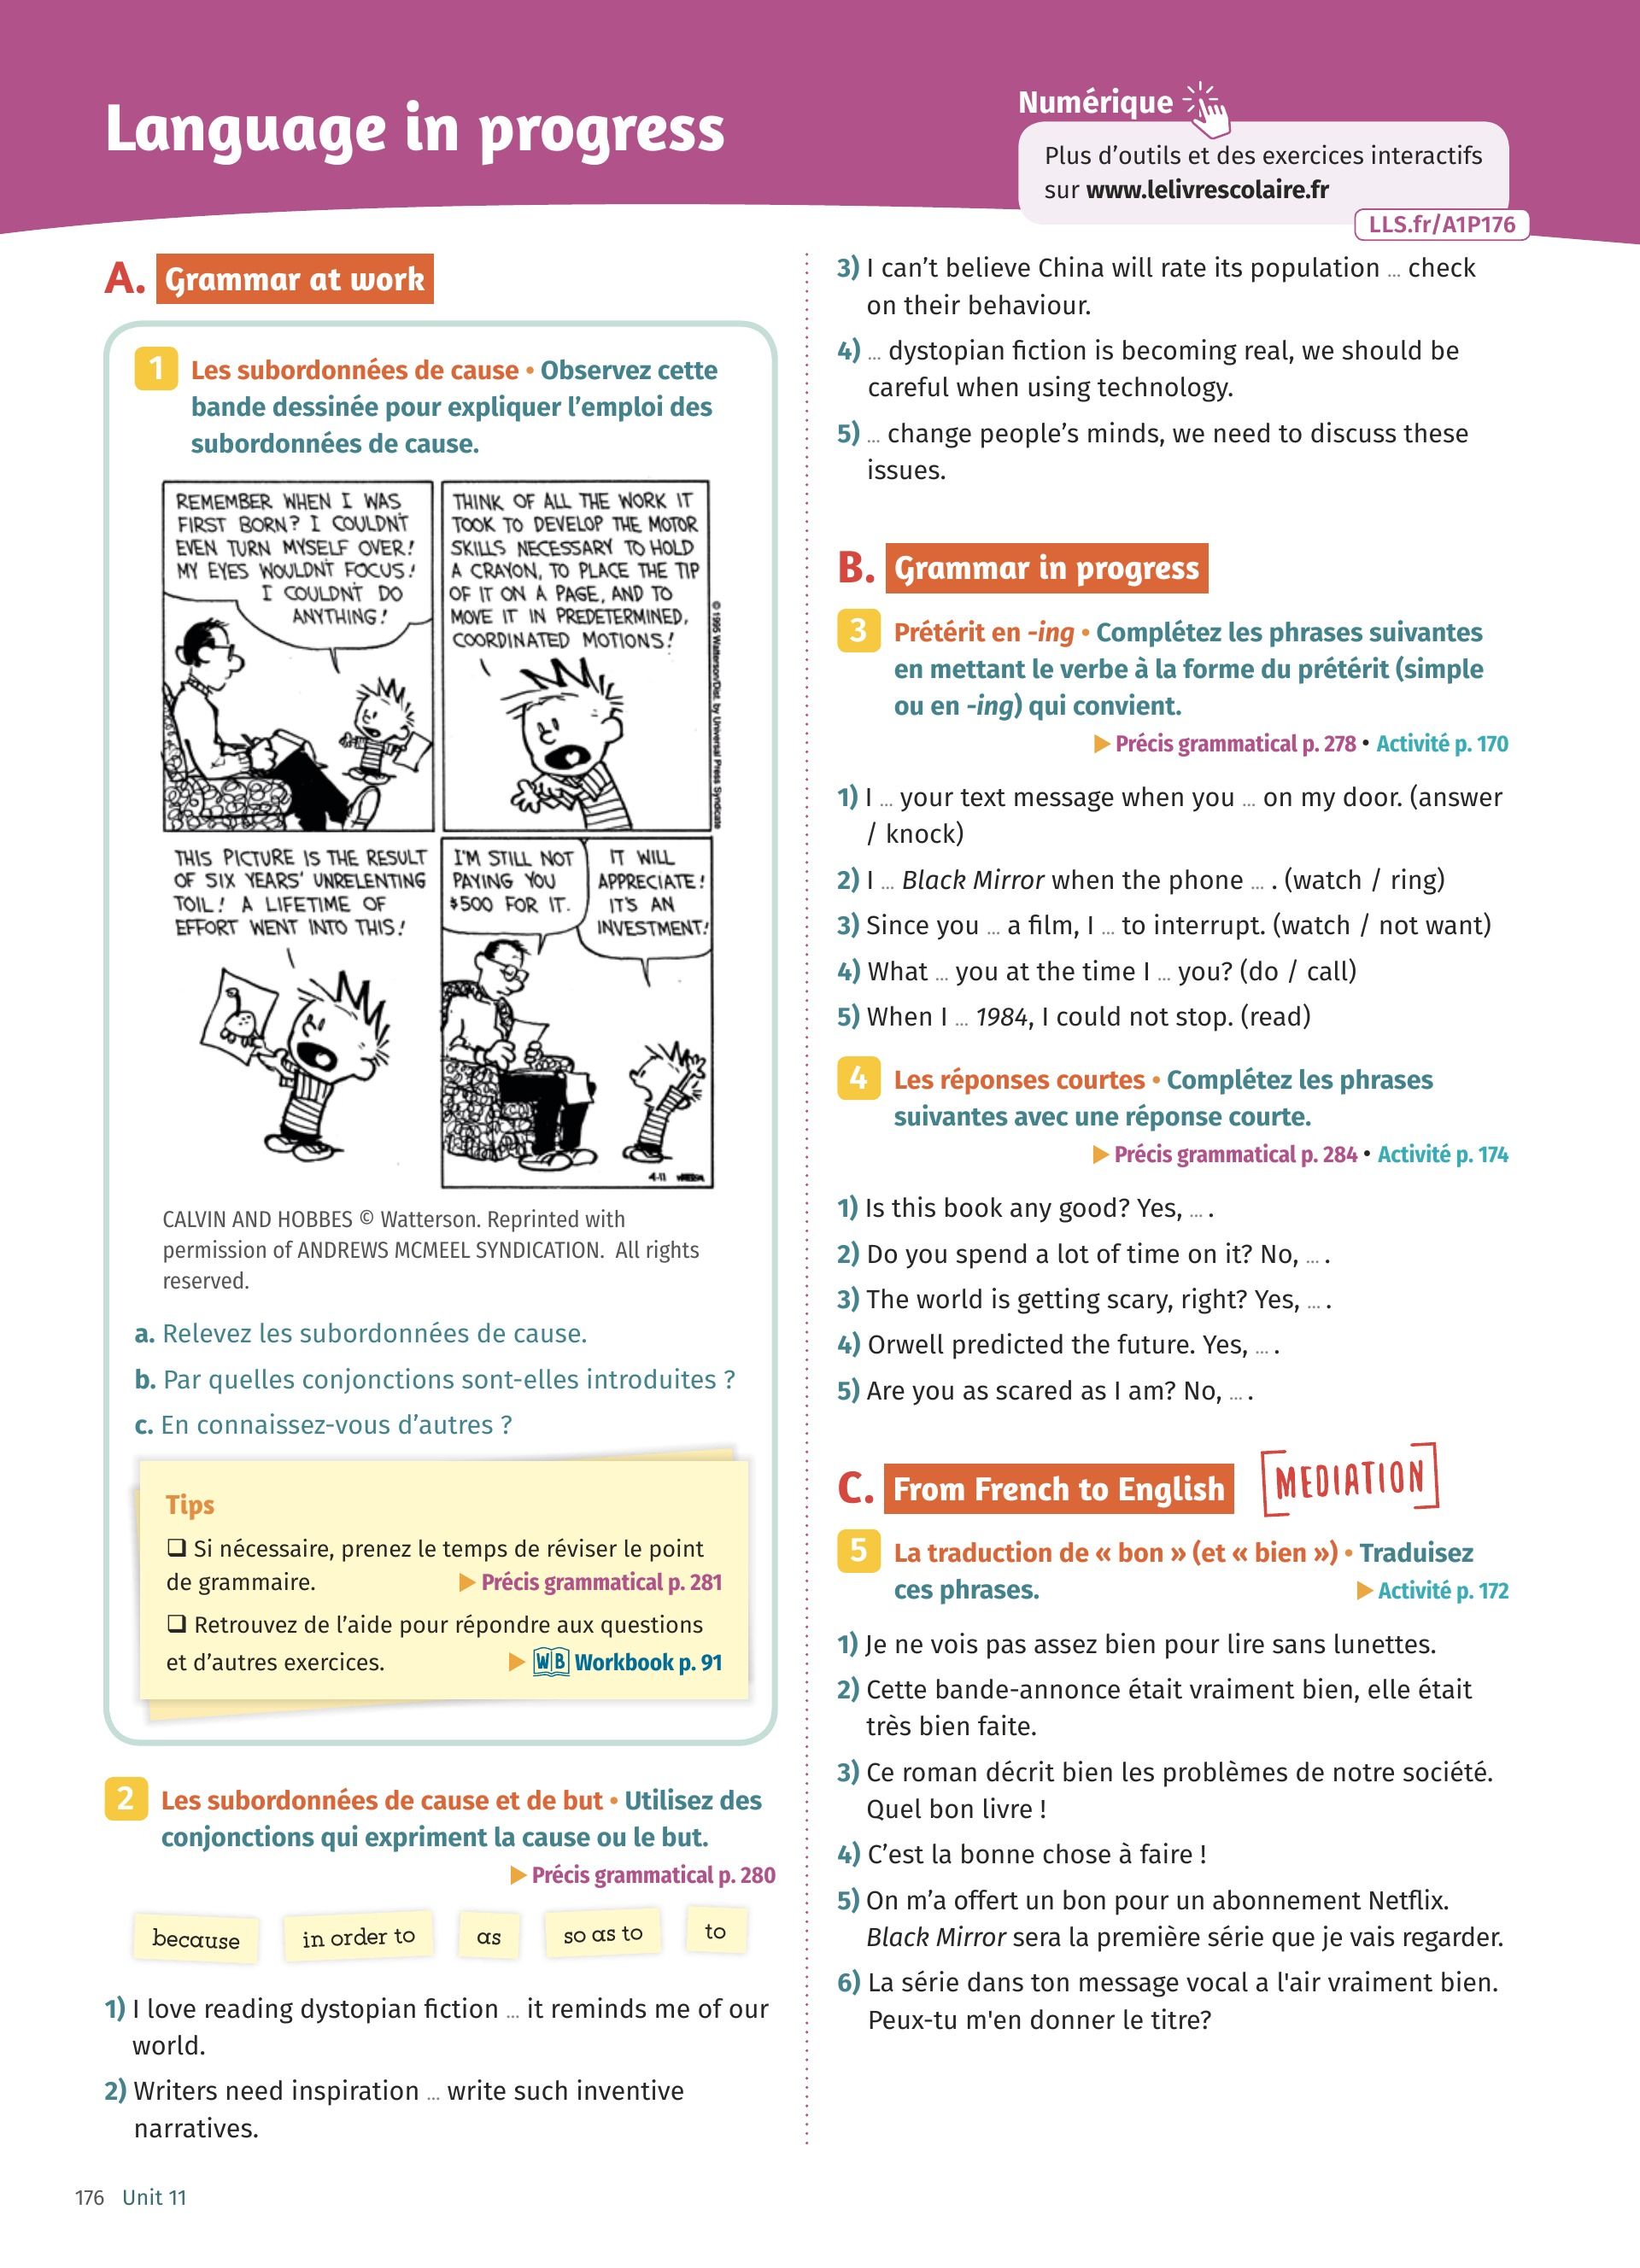 Language in progress
Numérique
Plus d’outils et des exercices interactifs
sur www.lelivrescolaire.fr
LLS.fr/A1P176
A. Grammar at work
1 Les subordonnées de cause • Observez cette
bande dessinée pour expliquer l’emploi des
subordonnées de cause.
REMEMBER WHEN I WAS
FIRST BORN? I COULDN'T
EVEN TURN MYSELF OVER!
MY EYES WOULDN'T FOCUS!
I COULDN'T DO
ANYTHING!
THINK OF ALL THE WORK IT
TOOK TO DEVELOP THE MOTOR
SKILLS NECESSARY TO HOLD
A CRAYON, TO PLACE THE TIP
OF IT ON A PAGE, AND TO
MOVE IT IN PREDETERMINED,
COORDINATED MOTIONS!
© 1995 Watterson/Dist. by Universal Press Syndicate
THIS PICTURE IS THE RESULT
OF SIX YEARS' UNRELENTING
TOIL! A LIFETIME OF
EFFORT WENT INTO THIS!
I'M STILL NOT
PAYING YOU
$500 FOR IT.
IT WILL
APPRECIATE!
IT'S AN
INVESTMENT!
4-11
CALVIN AND HOBBES © Watterson. Reprinted with
permission of ANDREWS MCMEEL SYNDICATION. All rights
reserved.
a. Relevez les subordonnées de cause.
b. Par quelles conjonctions sont-elles introduites ?
c. En connaissez-vous d’autres ?
Tips
❑ Si nécessaire, prenez le temps de réviser le point
de grammaire. ▶ Précis grammatical p. 281
❑ Retrouvez de l’aide pour répondre aux questions
et d’autres exercices. ▶ WB Workbook p. 91
2 Les subordonnées de cause et de but • Utilisez des
conjonctions qui expriment la cause ou le but.
▶ Précis grammatical p. 280
because in order to as so as to to
1) I love reading dystopian fiction ... it reminds me of our
world.
2) Writers need inspiration ... write such inventive
narratives.
3) I can’t believe China will rate its population ... check
on their behaviour.
4) ... dystopian fiction is becoming real, we should be
careful when using technology.
5) ... change people’s minds, we need to discuss these
issues.
B. Grammar in progress
3 Prétérit en -ing • Complétez les phrases suivantes
en mettant le verbe à la forme du prétérit (simple
ou en -ing) qui convient.
▶ Précis grammatical p. 278 • Activité p. 170
1) I ... your text message when you ... on my door. (answer
/ knock)
2) I ... Black Mirror when the phone ... . (watch / ring)
3) Since you ... a film, I ... to interrupt. (watch / not want)
4) What ... you at the time I ... you? (do / call)
5) When I ... 1984, I could not stop. (read)
4 Les réponses courtes • Complétez les phrases
suivantes avec une réponse courte.
▶ Précis grammatical p. 284 • Activité p. 174
1) Is this book any good? Yes, ... .
2) Do you spend a lot of time on it? No, ... .
3) The world is getting scary, right? Yes, ... .
4) Orwell predicted the future. Yes, ... .
5) Are you as scared as I am? No, ... .
C. From French to English MEDIATION
5 La traduction de « bon » (et « bien ») • Traduisez
ces phrases. ▶ Activité p. 172
1) Je ne vois pas assez bien pour lire sans lunettes.
2) Cette bande-annonce était vraiment bien, elle était
très bien faite.
3) Ce roman décrit bien les problèmes de notre société.
Quel bon livre !
4) C’est la bonne chose à faire !
5) On m’a offert un bon pour un abonnement Netflix.
Black Mirror sera la première série que je vais regarder.
6) La série dans ton message vocal a l'air vraiment bien.
Peux-tu m'en donner le titre?
176 Unit 11